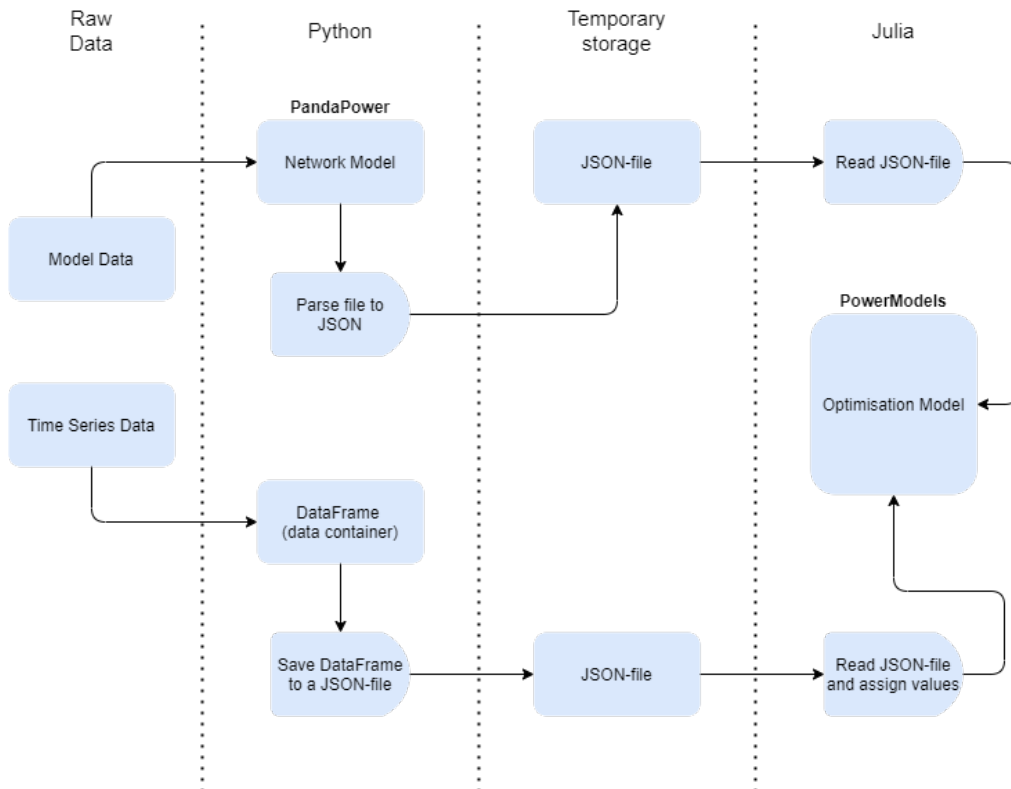 Raw
Data
Python
Temporary
storage
Julia
PandaPower
Network Model
JSON-file
Read JSON-file
Model Data
Parse file to
JSON
PowerModels
Optimisation Model
Time Series Data
DataFrame
(data container)
Save DataFrame
to a JSON-file
JSON-file
Read JSON-file
and assign values